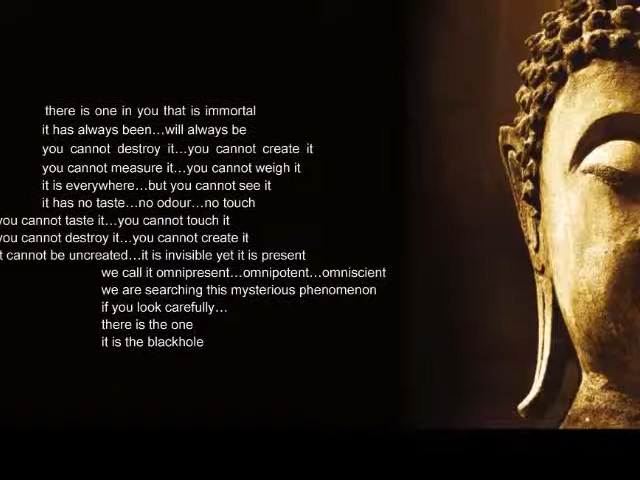 there is one in you that is immortal
it has always been...will always be
you cannot destroy it...you cannot create it
you cannot measure it...you cannot weigh it
it is everywhere...but you cannot see it
it has no taste...no odour...no touch
you cannot taste it...you cannot touch it
you cannot destroy it...you cannot create it
t cannot be uncreated...it is invisible yet it is present
we call it omnipresent...omnipotent...omniscient
we are searching this mysterious phenomenon
if you look carefully...
there is the one
it is the blackhole